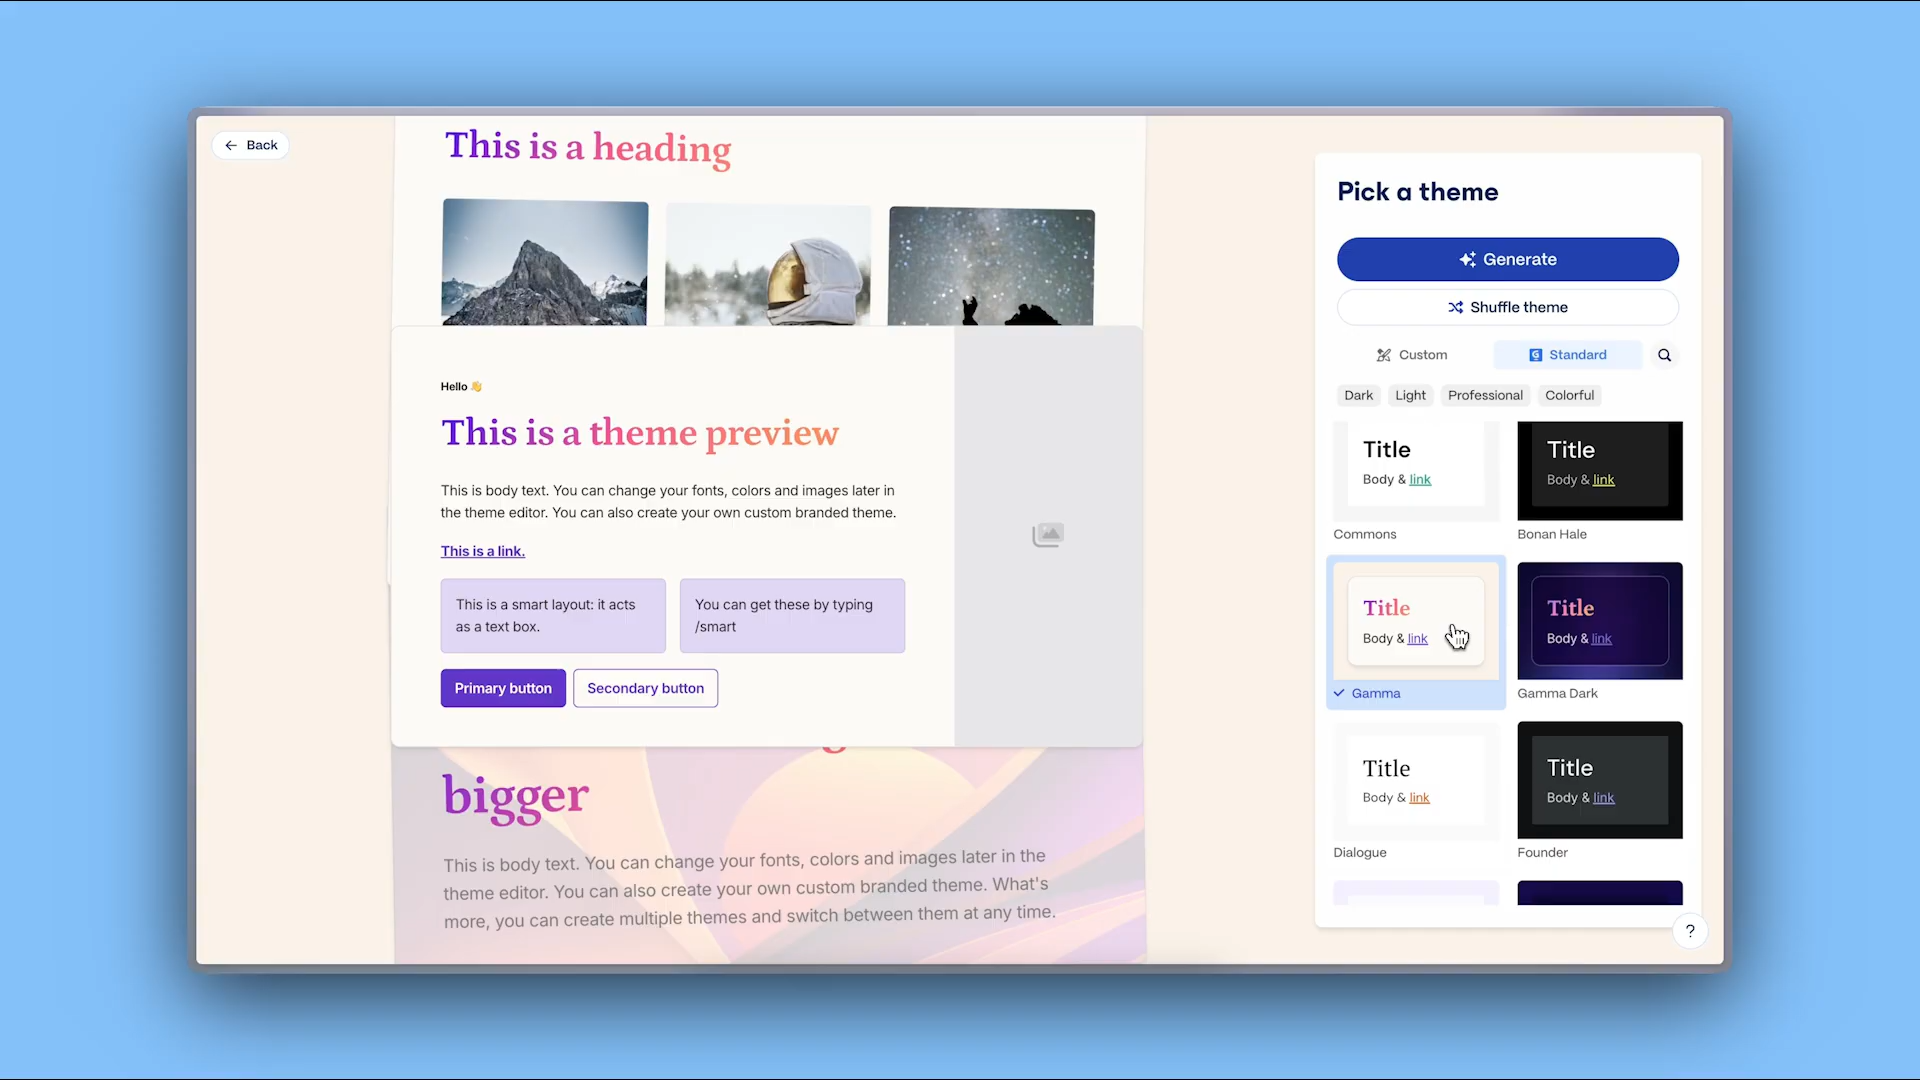 Back
This is a heading
Hello 👋
This is a theme preview
This is body text. You can change your fonts, colors and images later in
the theme editor. You can also create your own custom branded theme.
This is a link.
This is a smart layout: it acts
as a text box.
You can get these by typing
/smart
Primary button
Secondary button
bigger
This is body text. You can change your fonts, colors and images later in the
theme editor. You can also create your own custom branded theme. What's
more, you can create multiple themes and switch between them at any time.
Pick a theme
Generate
Shuffle theme
Custom
Standard
Dark
Light
Professional
Colorful
Title
Body & link
Commons
Title
Body & link
Bonan Hale
Title
Body & link
Gamma
Title
Body & link
Gamma Dark
Title
Body & link
Dialogue
Title
Body & link
Founder
?